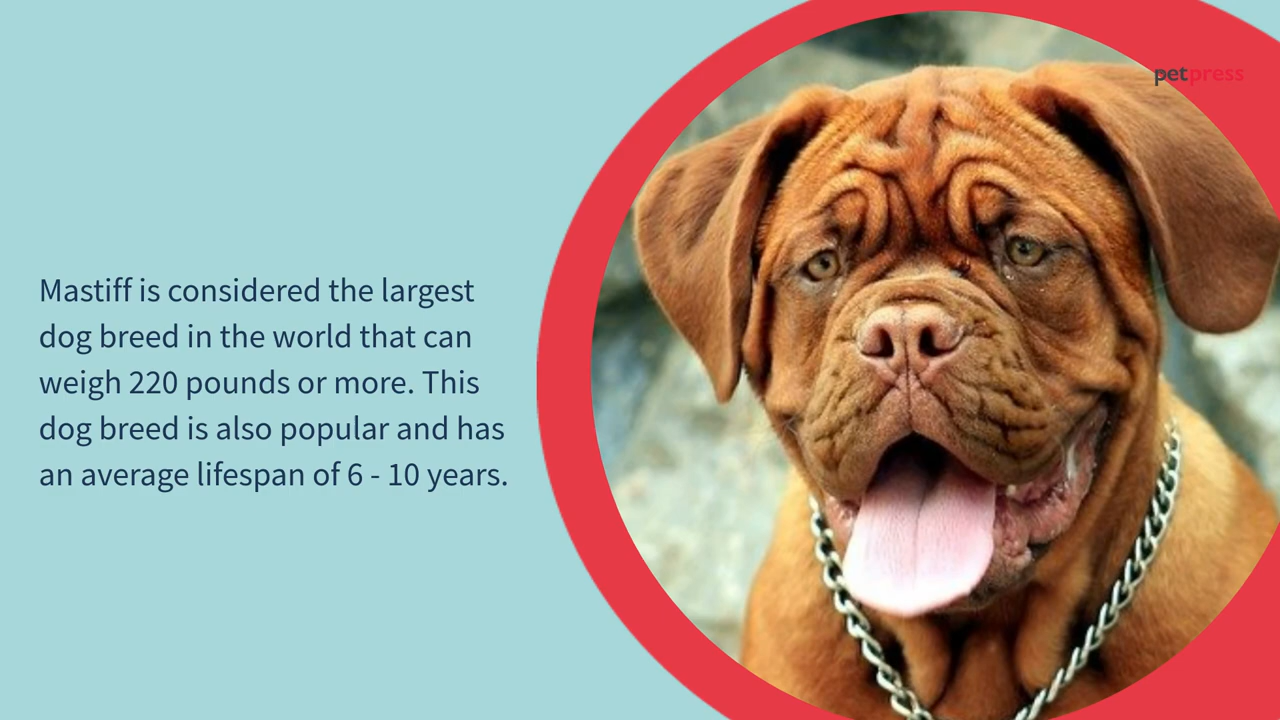 petpress
Mastiff is considered the largest
dog breed in the world that can
weigh 220 pounds or more. This
dog breed is also popular and has
an average lifespan of 6 - 10 years.